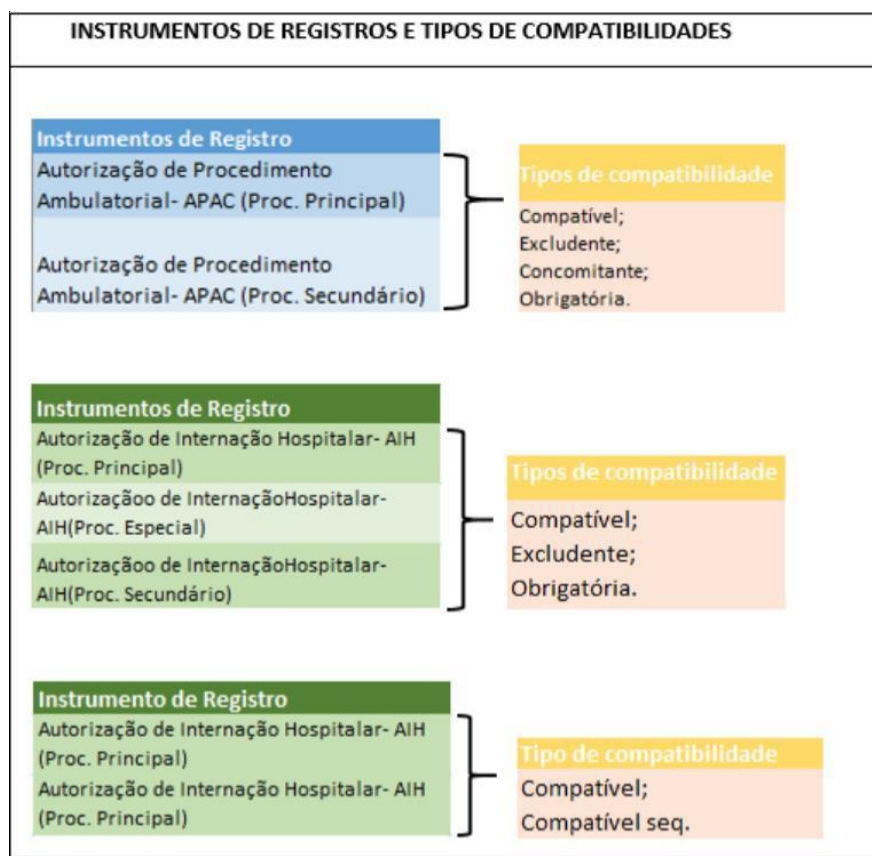 INSTRUMENTOS DE REGISTROS E TIPOS DE COMPATIBILIDADES
Instrumentos de Registro
Autorização de Procedimento
Ambulatorial- APAC (Proc. Principal)
Autorização de Procedimento
Ambulatorial- APAC (Proc. Secundário)
Tipos de compatibilidade
Compatível;
Excludente;
Concomitante;
Obrigatória.
Instrumentos de Registro
Autorização de Internação Hospitalar- AIH
(Proc. Principal)
Autorizaçãoo de InternaçãoHospitalar-
AIH(Proc. Especial)
Autorizaçãoo de InternaçãoHospitalar-
AIH(Proc. Secundário)
Tipos de compatibilidade
Compatível;
Excludente;
Obrigatória.
Instrumento de Registro
Autorização de Internação Hospitalar- AIH
(Proc. Principal)
Autorização de Internação Hospitalar- AIH
(Proc. Principal)
Tipo de compatibilidade
Compatível;
Compatível seq.